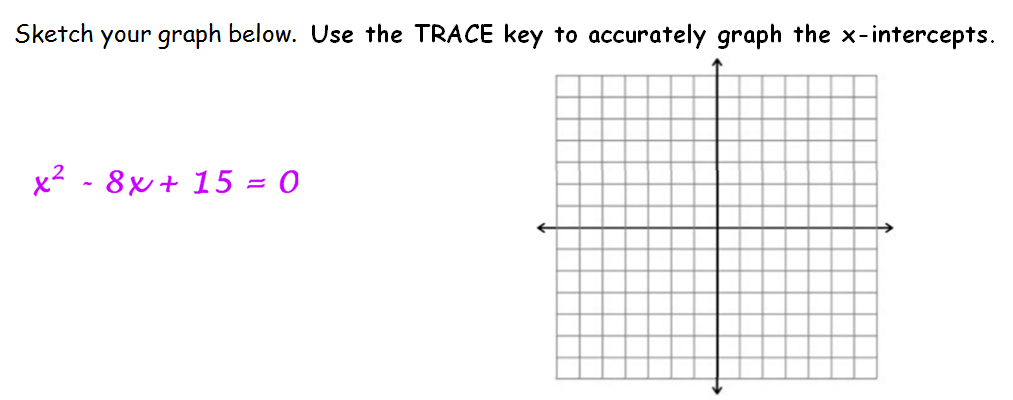 Sketch your graph below. Use the TRACE key to accurately graph the x-intercepts.
x² - 8x + 15 = 0